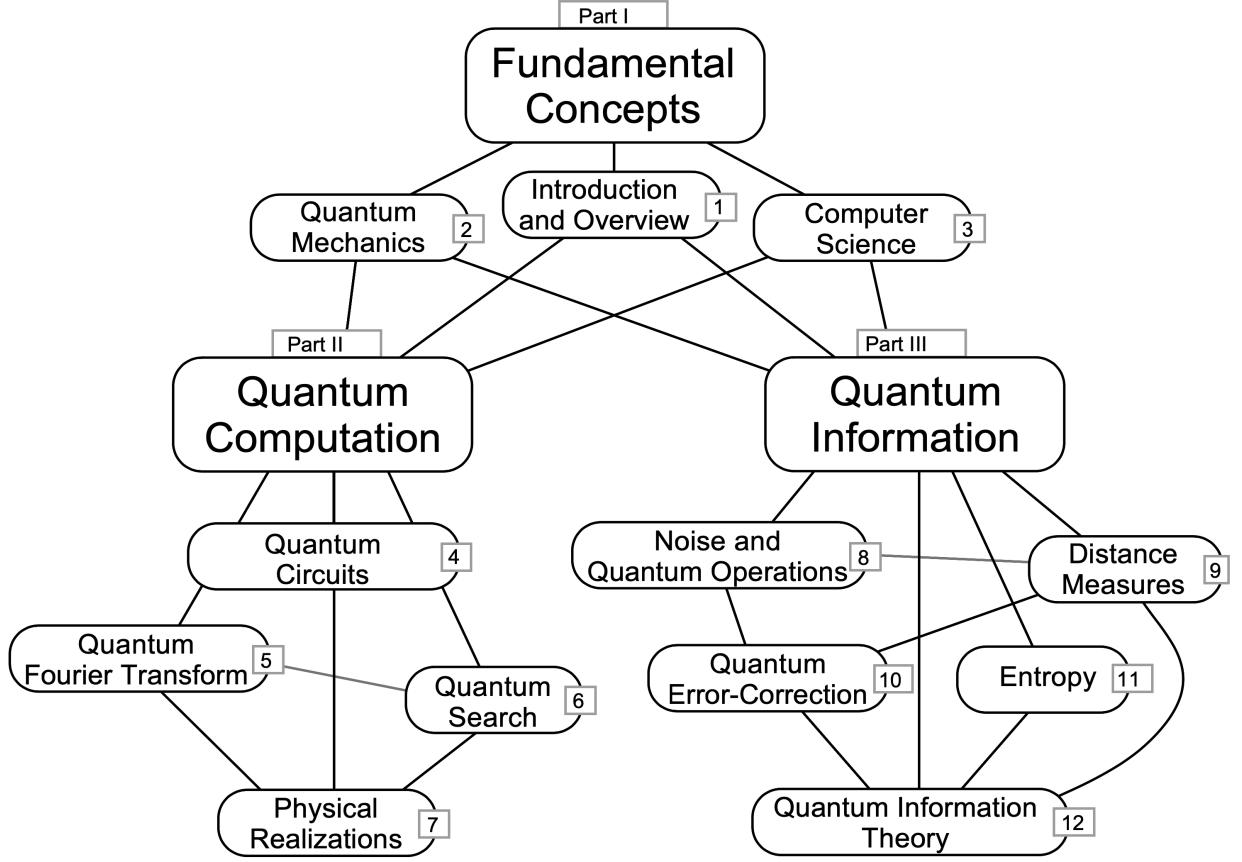 Part I
Fundamental
Concepts
Introduction
and Overview
1
Quantum
Mechanics
2
Computer
Science
3
Part II
Quantum
Computation
Part III
Quantum
Information
Quantum
Circuits
4
Noise and
Quantum Operations
8
Distance
Measures
9
Quantum
Fourier Transform
5
Quantum
Search
6
Quantum
Error-Correction
10
Entropy
11
Physical
Realizations
7
Quantum Information
Theory
12